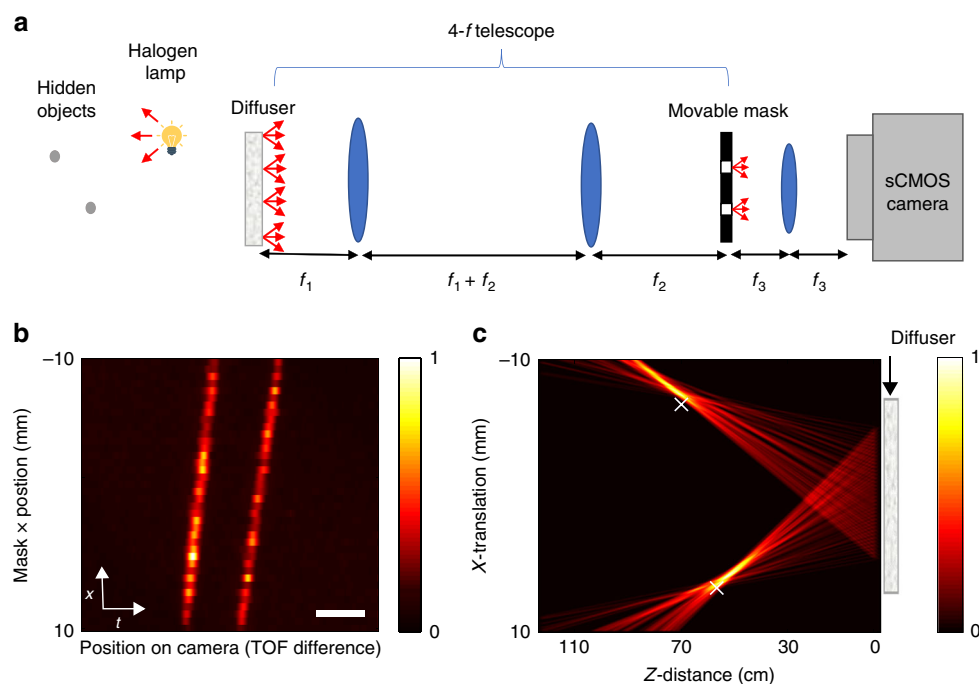 a
4-f telescope
Halogen
lamp
Hidden
objects
Diffuser
Movable mask
sCMOS
camera
f1
f1 + f2
f2
f3
f3
b
–10
Mask × postion (mm)
10
x
t
Position on camera (TOF difference)
1
0
c
Diffuser
–10
X-translation (mm)
10
110
70
30
0
Z-distance (cm)
1
0